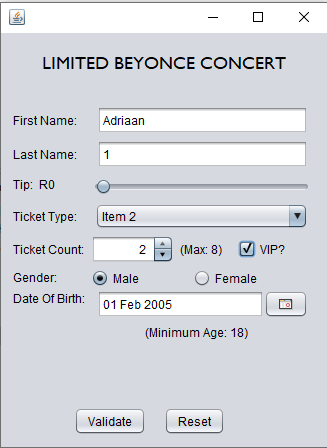 LIMITED BEYONCE CONCERT
First Name: Adriaan
Last Name: 1
Tip: R0
Ticket Type: Item 2
Ticket Count: 2 (Max: 8) VIP?
Gender: Male Female
Date Of Birth: 01 Feb 2005
(Minimum Age: 18)
Validate Reset